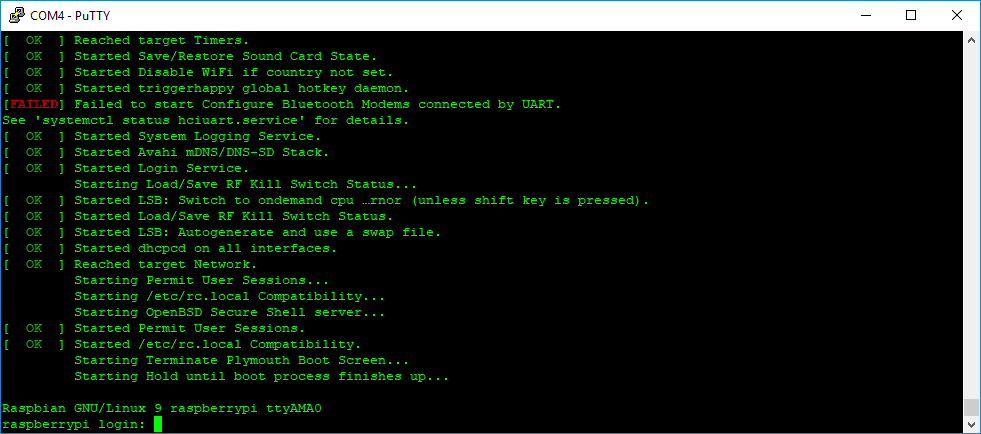 COM4 - PuTTY
[  OK  ] Reached target Timers.
[  OK  ] Started Save/Restore Sound Card State.
[  OK  ] Started Disable WiFi if country not set.
[  OK  ] Started triggerhappy global hotkey daemon.
[FAILED] Failed to start Configure Bluetooth Modems connected by UART.
See 'systemctl status hciuart.service' for details.
[  OK  ] Started System Logging Service.
[  OK  ] Started Avahi mDNS/DNS-SD Stack.
[  OK  ] Started Login Service.
         Starting Load/Save RF Kill Switch Status...
[  OK  ] Started LSB: Switch to ondemand cpu …rnor (unless shift key is pressed).
[  OK  ] Started Load/Save RF Kill Switch Status.
[  OK  ] Started LSB: Autogenerate and use a swap file.
[  OK  ] Started dhcpcd on all interfaces.
[  OK  ] Reached target Network.
         Starting Permit User Sessions...
         Starting /etc/rc.local Compatibility...
         Starting OpenBSD Secure Shell server...
[  OK  ] Started Permit User Sessions.
[  OK  ] Started /etc/rc.local Compatibility.
         Starting Terminate Plymouth Boot Screen...
         Starting Hold until boot process finishes up...
Raspbian GNU/Linux 9 raspberrypi ttyAMA0
raspberrypi login: